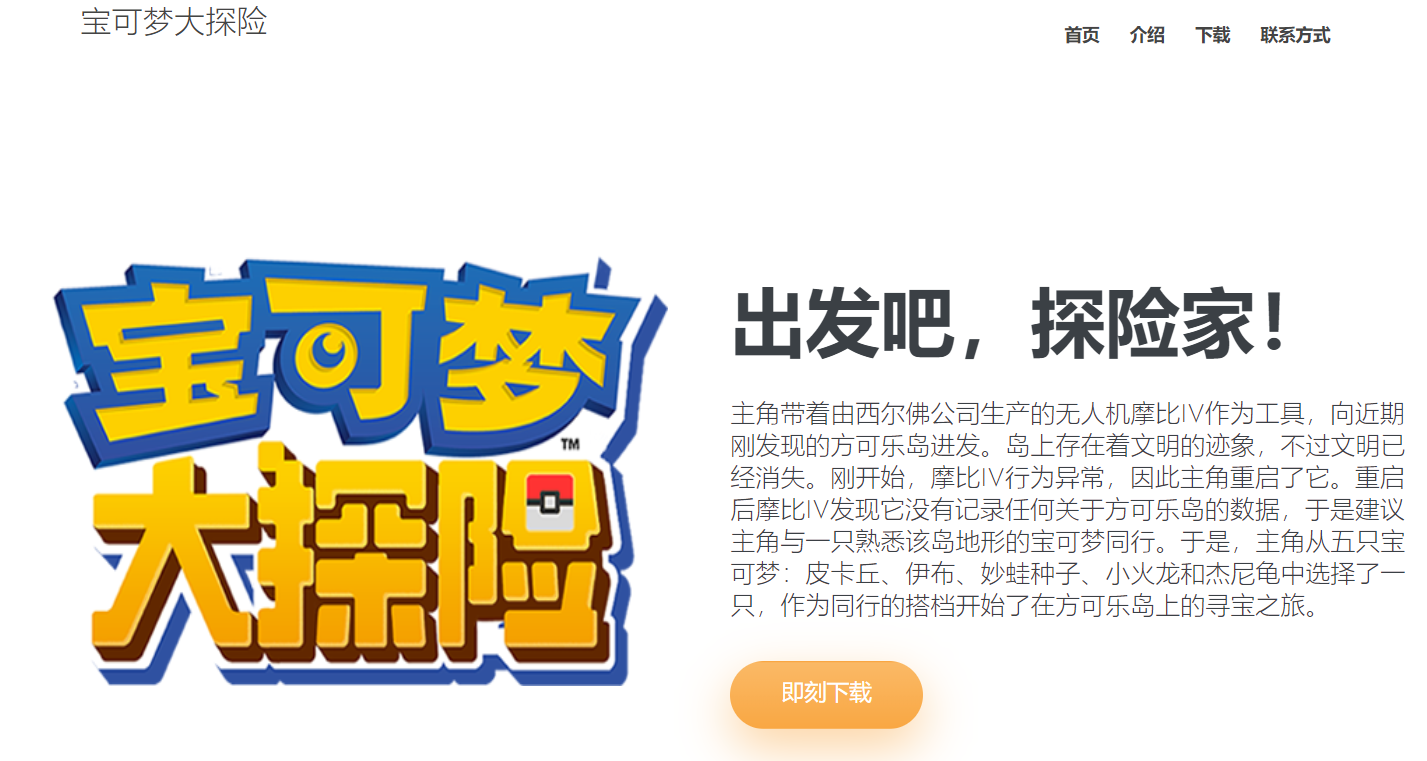 宝可梦大探险
首页 介绍 下载 联系方式
宝可梦
TM
大探险
出发吧，探险家！
主角带着由西尔佛公司生产的无人机摩比IV作为工具，向近期
刚发现的方可乐岛进发。岛上存在着文明的迹象，不过文明已
经消失。刚开始，摩比IV行为异常，因此主角重启了它。重启
后摩比IV发现它没有记录任何关于方可乐岛的数据，于是建议
主角与一只熟悉该岛地形的宝可梦同行。于是，主角从五只宝
可梦：皮卡丘、伊布、妙蛙种子、小火龙和杰尼龟中选择了一
只，作为同行的搭档开始了在方可乐岛上的寻宝之旅。
即刻下载